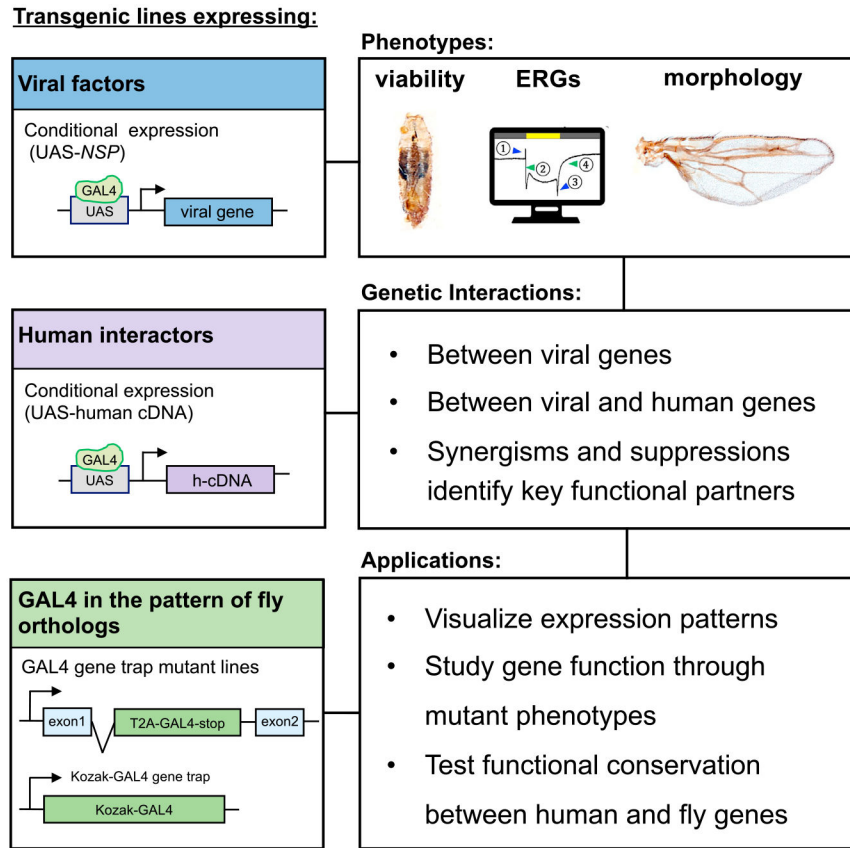 Transgenic lines expressing:
Viral factors
Conditional expression
(UAS-NSP)
GAL4
UAS
viral gene
Phenotypes:
viability ERGs morphology
①
②
③
④
Human interactors
Conditional expression
(UAS-human cDNA)
GAL4
UAS
h-cDNA
Genetic Interactions:
• Between viral genes
• Between viral and human genes
• Synergisms and suppressions
identify key functional partners
GAL4 in the pattern of fly
orthologs
GAL4 gene trap mutant lines
exon1 T2A-GAL4-stop exon2
Kozak-GAL4 gene trap
Kozak-GAL4
Applications:
• Visualize expression patterns
• Study gene function through
mutant phenotypes
• Test functional conservation
between human and fly genes